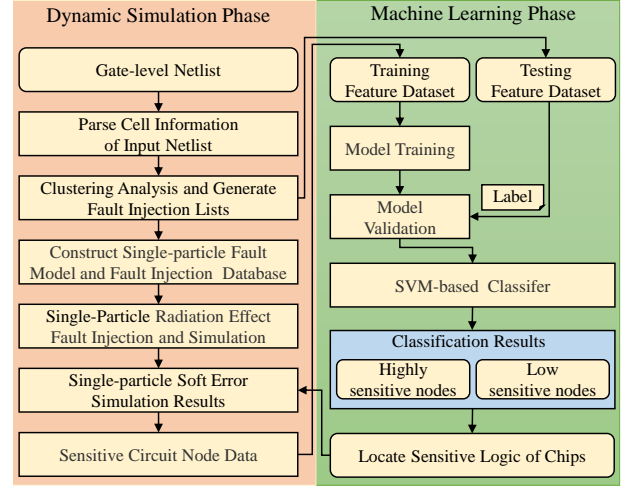 Dynamic Simulation Phase
Gate-level Netlist
Parse Cell Information
of Input Netlist
Clustering Analysis and Generate
Fault Injection Lists
Construct Single-particle Fault
Model and Fault Injection Database
Single-Particle Radiation Effect
Fault Injection and Simulation
Single-particle Soft Error
Simulation Results
Sensitive Circuit Node Data
Machine Learning Phase
Training
Feature Dataset
Testing
Feature Dataset
Model Training
Label
Model
Validation
SVM-based Classifer
Classification Results
Highly
sensitive nodes
Low
sensitive nodes
Locate Sensitive Logic of Chips